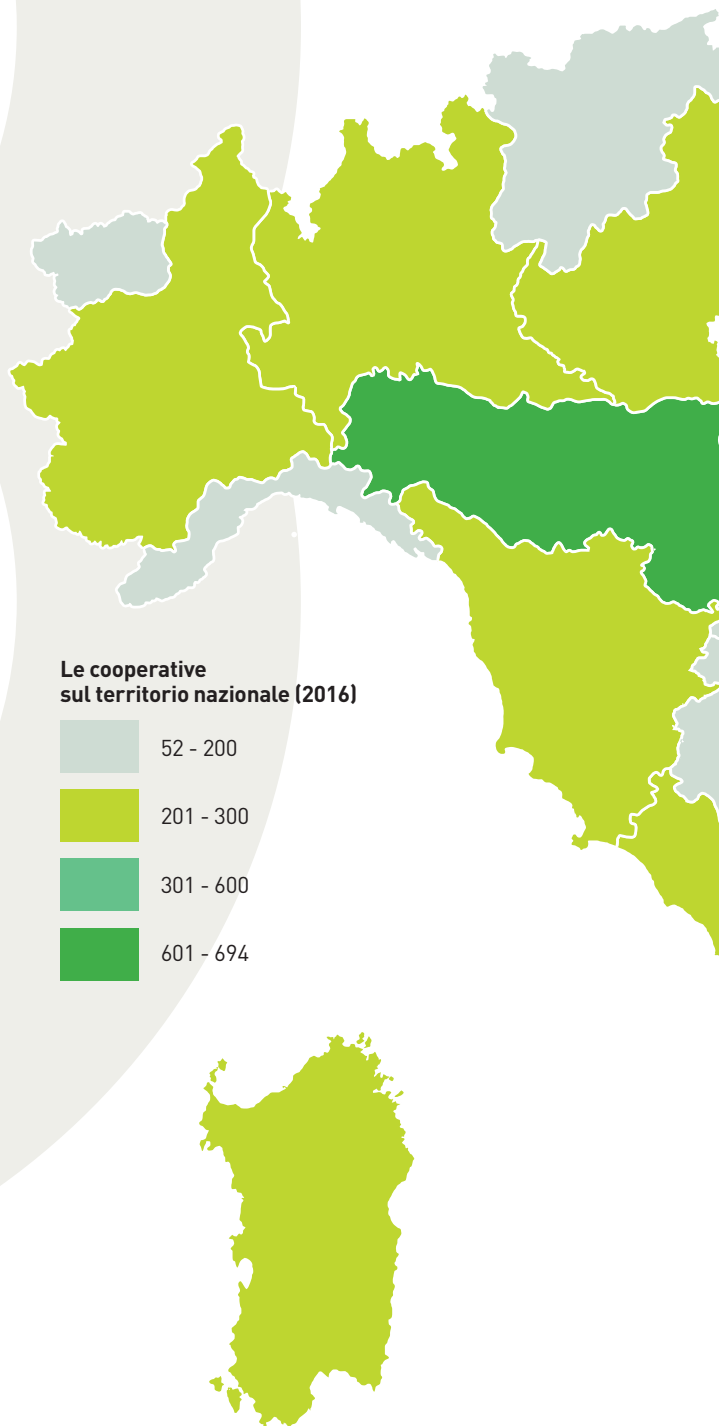 Le cooperative
sul territorio nazionale (2016)
52 - 200
201 - 300
301 - 600
601 - 694